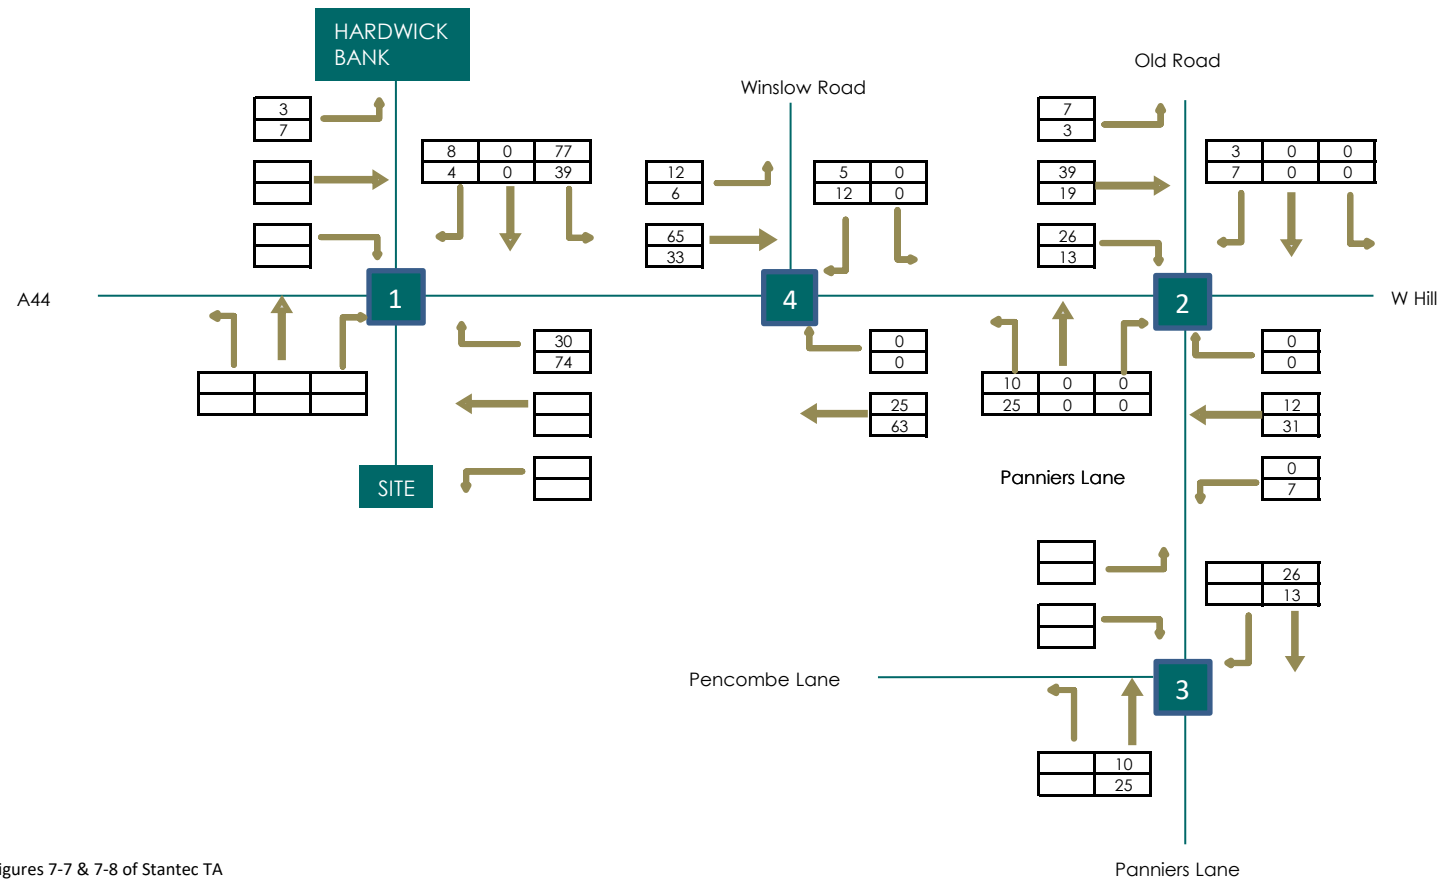 HARDWICK
BANK
Old Road
Winslow Road
3
7
7
3
8 0 77
4 0 39
3 0 0
7 0 0
12
6
5 0
12 0
39
19
65
33
26
13
A44
1
4
2
W Hill
30
74
0
0
0
0
10 0 0
25 0 0
25
63
12
31
SITE
Panniers Lane
0
7
26
13
Pencombe Lane
3
10
25
igures 7-7 & 7-8 of Stantec TA
Panniers Lane